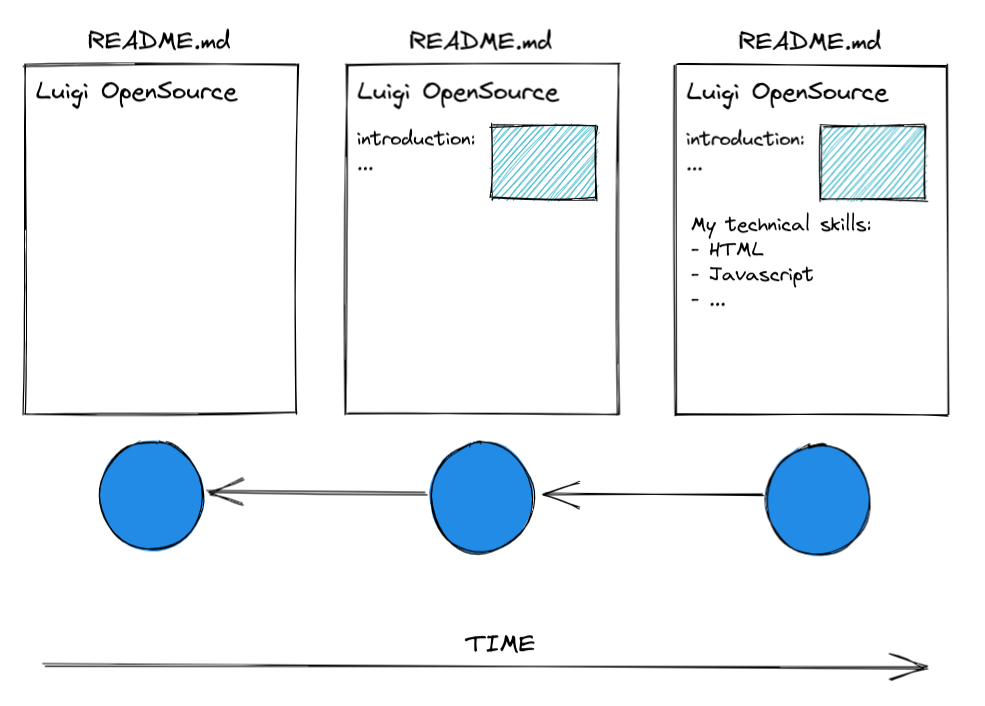 README.md
Luigi OpenSource
README.md
Luigi OpenSource
introduction:
...
README.md
Luigi OpenSource
introduction:
...
My technical skills:
- HTML
- Javascript
- ...
TIME